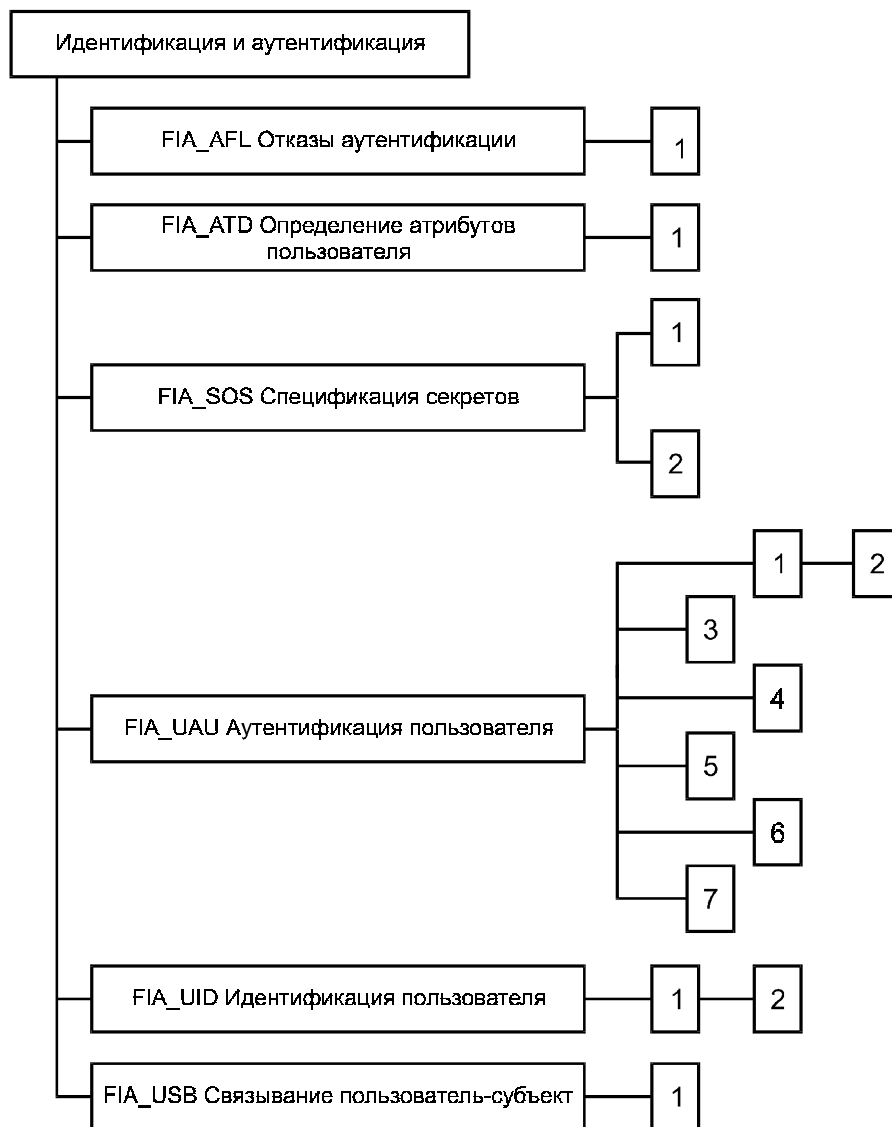 Идентификация и аутентификация
FIA_AFL Отказы аутентификации
1
FIA_ATD Определение атрибутов
пользователя
1
1
FIA_SOS Спецификация секретов
2
1
2
3
4
FIA_UAU Аутентификация пользователя
5
6
7
FIA_UID Идентификация пользователя
1
2
FIA_USB Связывание пользователь-субъект
1